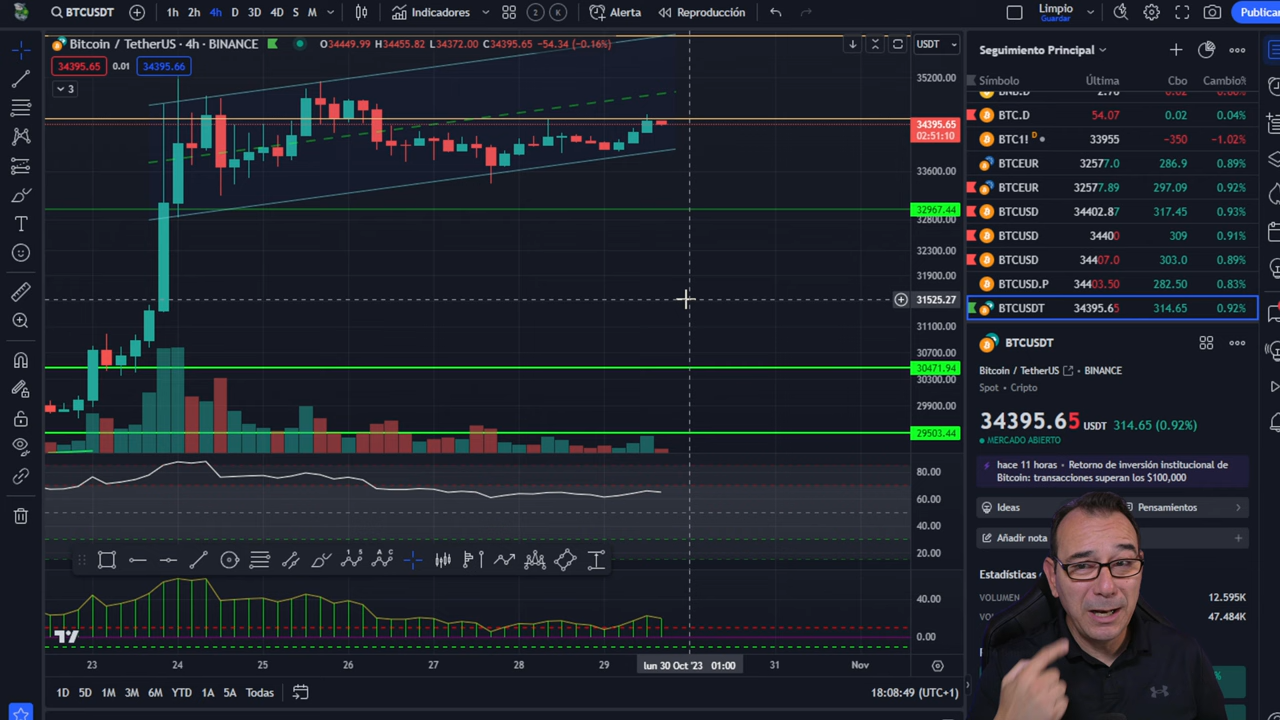 BTCUSDT
1h 2h 4h D 3D 4D S M
Indicadores
2 K
Alerta
Reproducción
Limpio
Guardar
Publicar
Bitcoin / TetherUS · 4h · BINANCE
O34449.99 H34455.82 L34372.00 C34395.65 −54.34 (−0.16%)
USDT
34395.65 0.01 34395.66
3
35200.00
34395.65
02:51:10
33600.00
32967.44
32800.00
32300.00
31900.00
31525.27
31100.00
30700.00
30471.94
30300.00
29900.00
29503.44
80.00
60.00
40.00
20.00
40.00
0.00
23 24 25 26 27 28 29 lun 30 Oct '23 01:00 31 Nov
1D 5D 1M 3M 6M YTD 1A 5A Todas
18:08:49 (UTC+1)
Seguimiento Principal
Símbolo Última Cbo Cambio%
BTC.D 54.07 0.02 0.04%
BTC1! D 33955 −350 −1.02%
BTCEUR 32577.0 286.9 0.89%
BTCEUR 32577.89 297.09 0.92%
BTCUSD 34402.87 317.45 0.93%
BTCUSD 34400 309 0.91%
BTCUSD 34407.0 303.0 0.89%
BTCUSD.P 34403.50 282.50 0.83%
BTCUSDT 34395.65 314.65 0.92%
BTCUSDT
Bitcoin / TetherUS BINANCE
Spot • Cripto
34395.65 USDT 314.65 (0.92%)
MERCADO ABIERTO
hace 11 horas • Retorno de inversión institucional de
Bitcoin: transacciones superan los $100,000
Ideas
Pensamientos
Añadir nota
Estadísticas
VOLUMEN 12.595K
47.484K